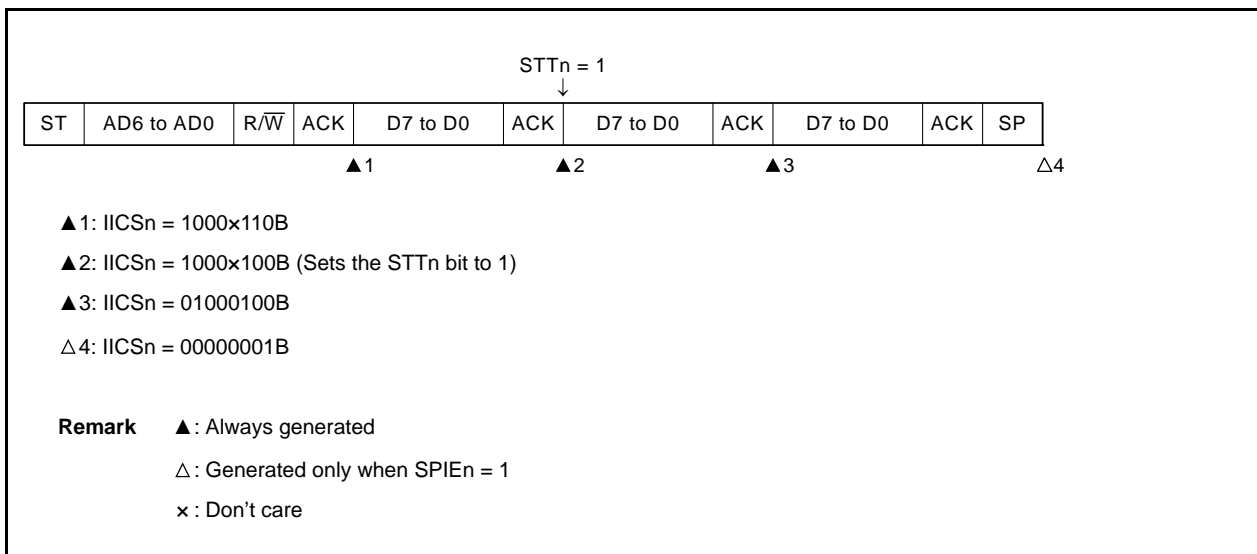 STTn = 1
↓
ST AD6 to AD0 R/W̅ ACK D7 to D0 ACK D7 to D0 ACK D7 to D0 ACK SP
▲1 ▲2 ▲3 △4
▲1: IICSn = 1000×110B
▲2: IICSn = 1000×100B (Sets the STTn bit to 1)
▲3: IICSn = 01000100B
△4: IICSn = 00000001B
Remark ▲: Always generated
△: Generated only when SPIEn = 1
×: Don't care